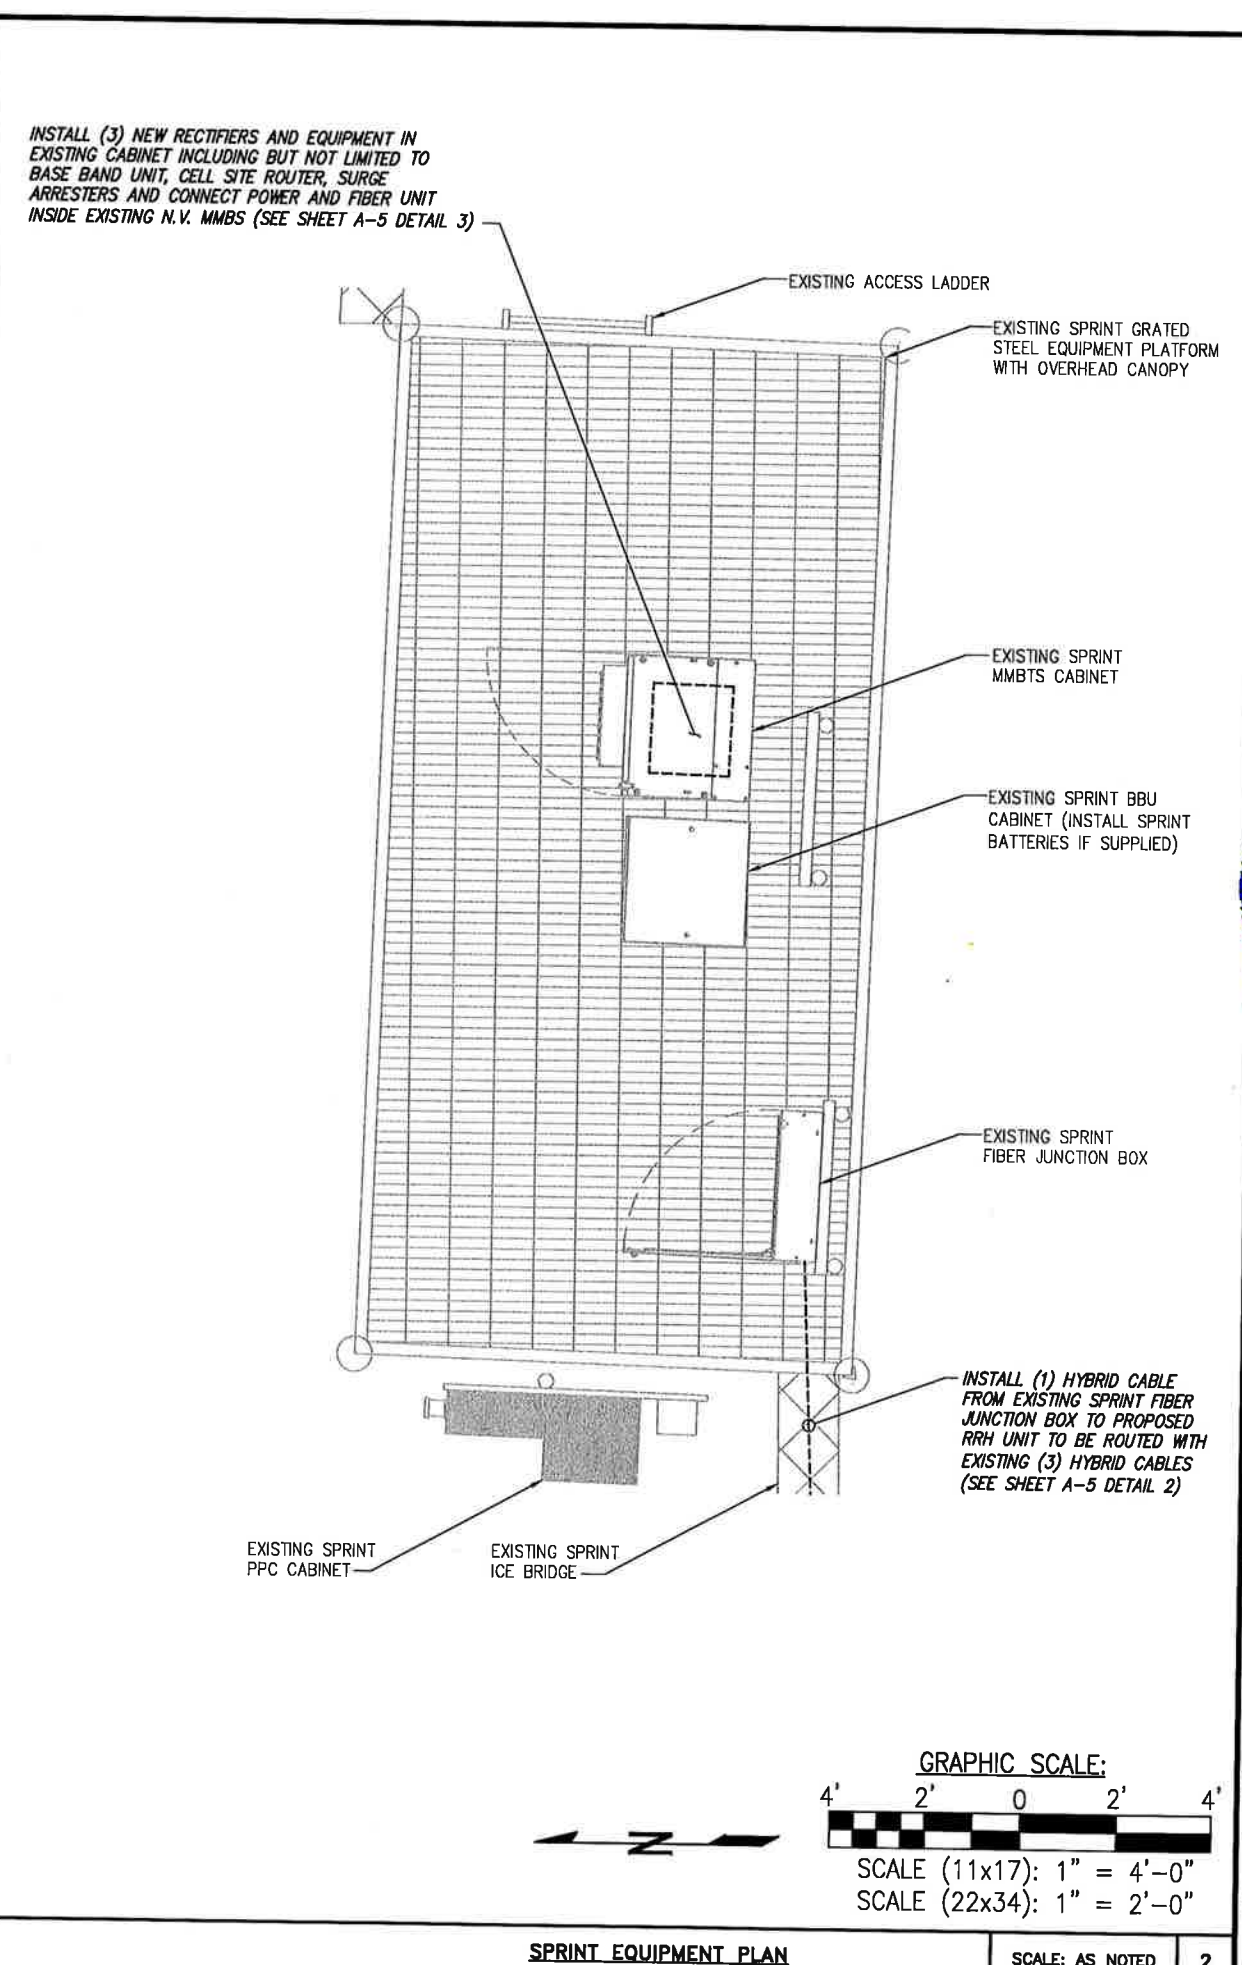 INSTALL (3) NEW RECTIFIERS AND EQUIPMENT IN
EXISTING CABINET INCLUDING BUT NOT LIMITED TO
BASE BAND UNIT, CELL SITE ROUTER, SURGE
ARRESTERS AND CONNECT POWER AND FIBER UNIT
INSIDE EXISTING N.V. MMBS (SEE SHEET A-5 DETAIL 3)
EXISTING ACCESS LADDER
EXISTING SPRINT GRATED
STEEL EQUIPMENT PLATFORM
WITH OVERHEAD CANOPY
EXISTING SPRINT
MMBTS CABINET
EXISTING SPRINT BBU
CABINET (INSTALL SPRINT
BATTERIES IF SUPPLIED)
EXISTING SPRINT
FIBER JUNCTION BOX
INSTALL (1) HYBRID CABLE
FROM EXISTING SPRINT FIBER
JUNCTION BOX TO PROPOSED
RRH UNIT TO BE ROUTED WITH
EXISTING (3) HYBRID CABLES
(SEE SHEET A-5 DETAIL 2)
EXISTING SPRINT
PPC CABINET
EXISTING SPRINT
ICE BRIDGE
GRAPHIC SCALE:
4' 2' 0 2' 4'
N
SCALE (11x17): 1" = 4'-0"
SCALE (22x34): 1" = 2'-0"
SPRINT EQUIPMENT PLAN
SCALE: AS NOTED
2